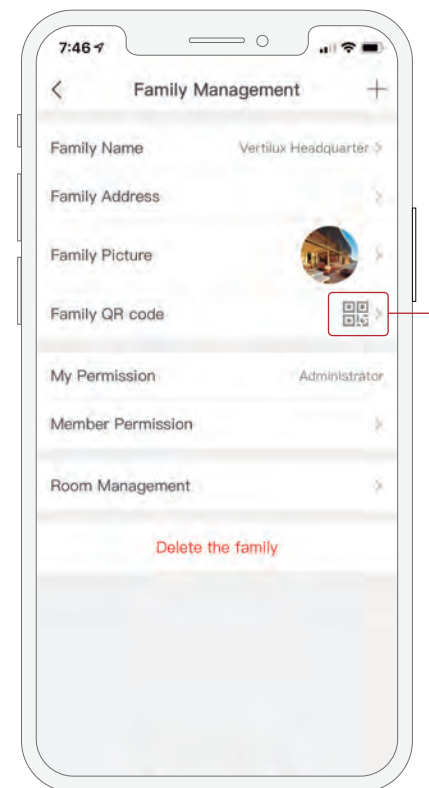 7:46
Family Management
Family Name Vertilux Headquarter
Family Address
Family Picture
Family QR code
My Permission Administrator
Member Permission
Room Management
Delete the family